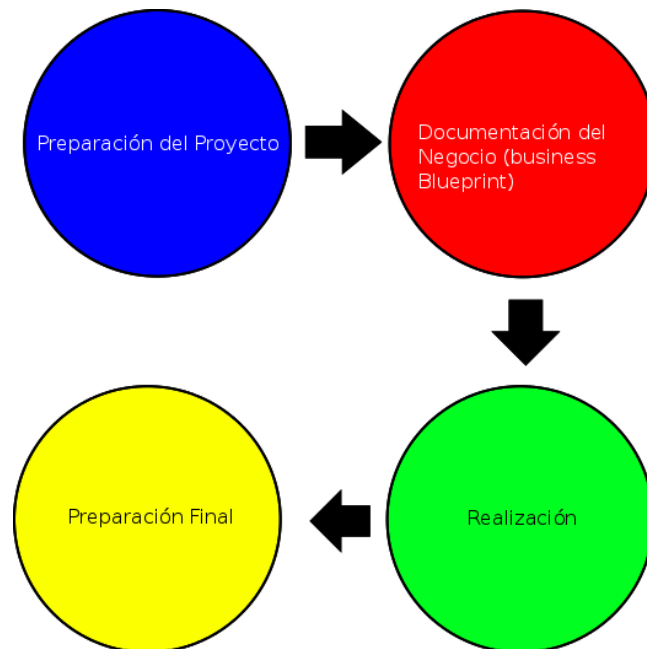 Preparación del Proyecto
Documentación del
Negocio (business
Blueprint)
Realización
Preparación Final